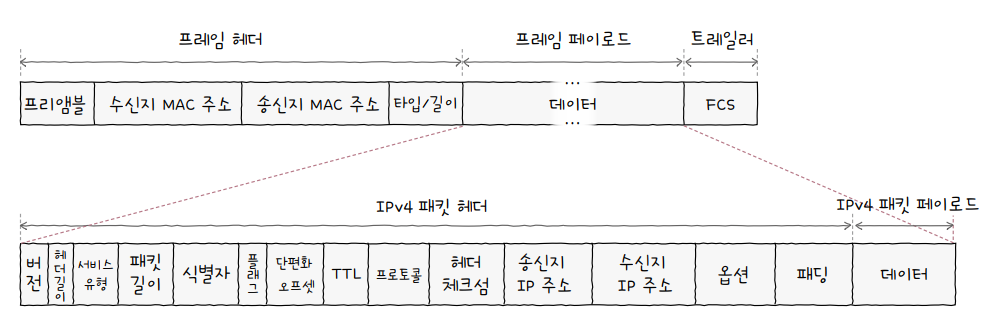 프레임 헤더
프레임 페이로드
트레일러
프리앰블
수신지 MAC 주소
송신지 MAC 주소
타입/길이
...
데이터
...
FCS
IPv4 패킷 헤더
IPv4 패킷 페이로드
버
전
헤
더
길
이
서비스
유형
패킷
길이
식별자
플
래
그
단편화
오프셋
TTL
프로토콜
헤더
체크섬
송신지
IP 주소
수신지
IP 주소
옵션
패딩
데이터